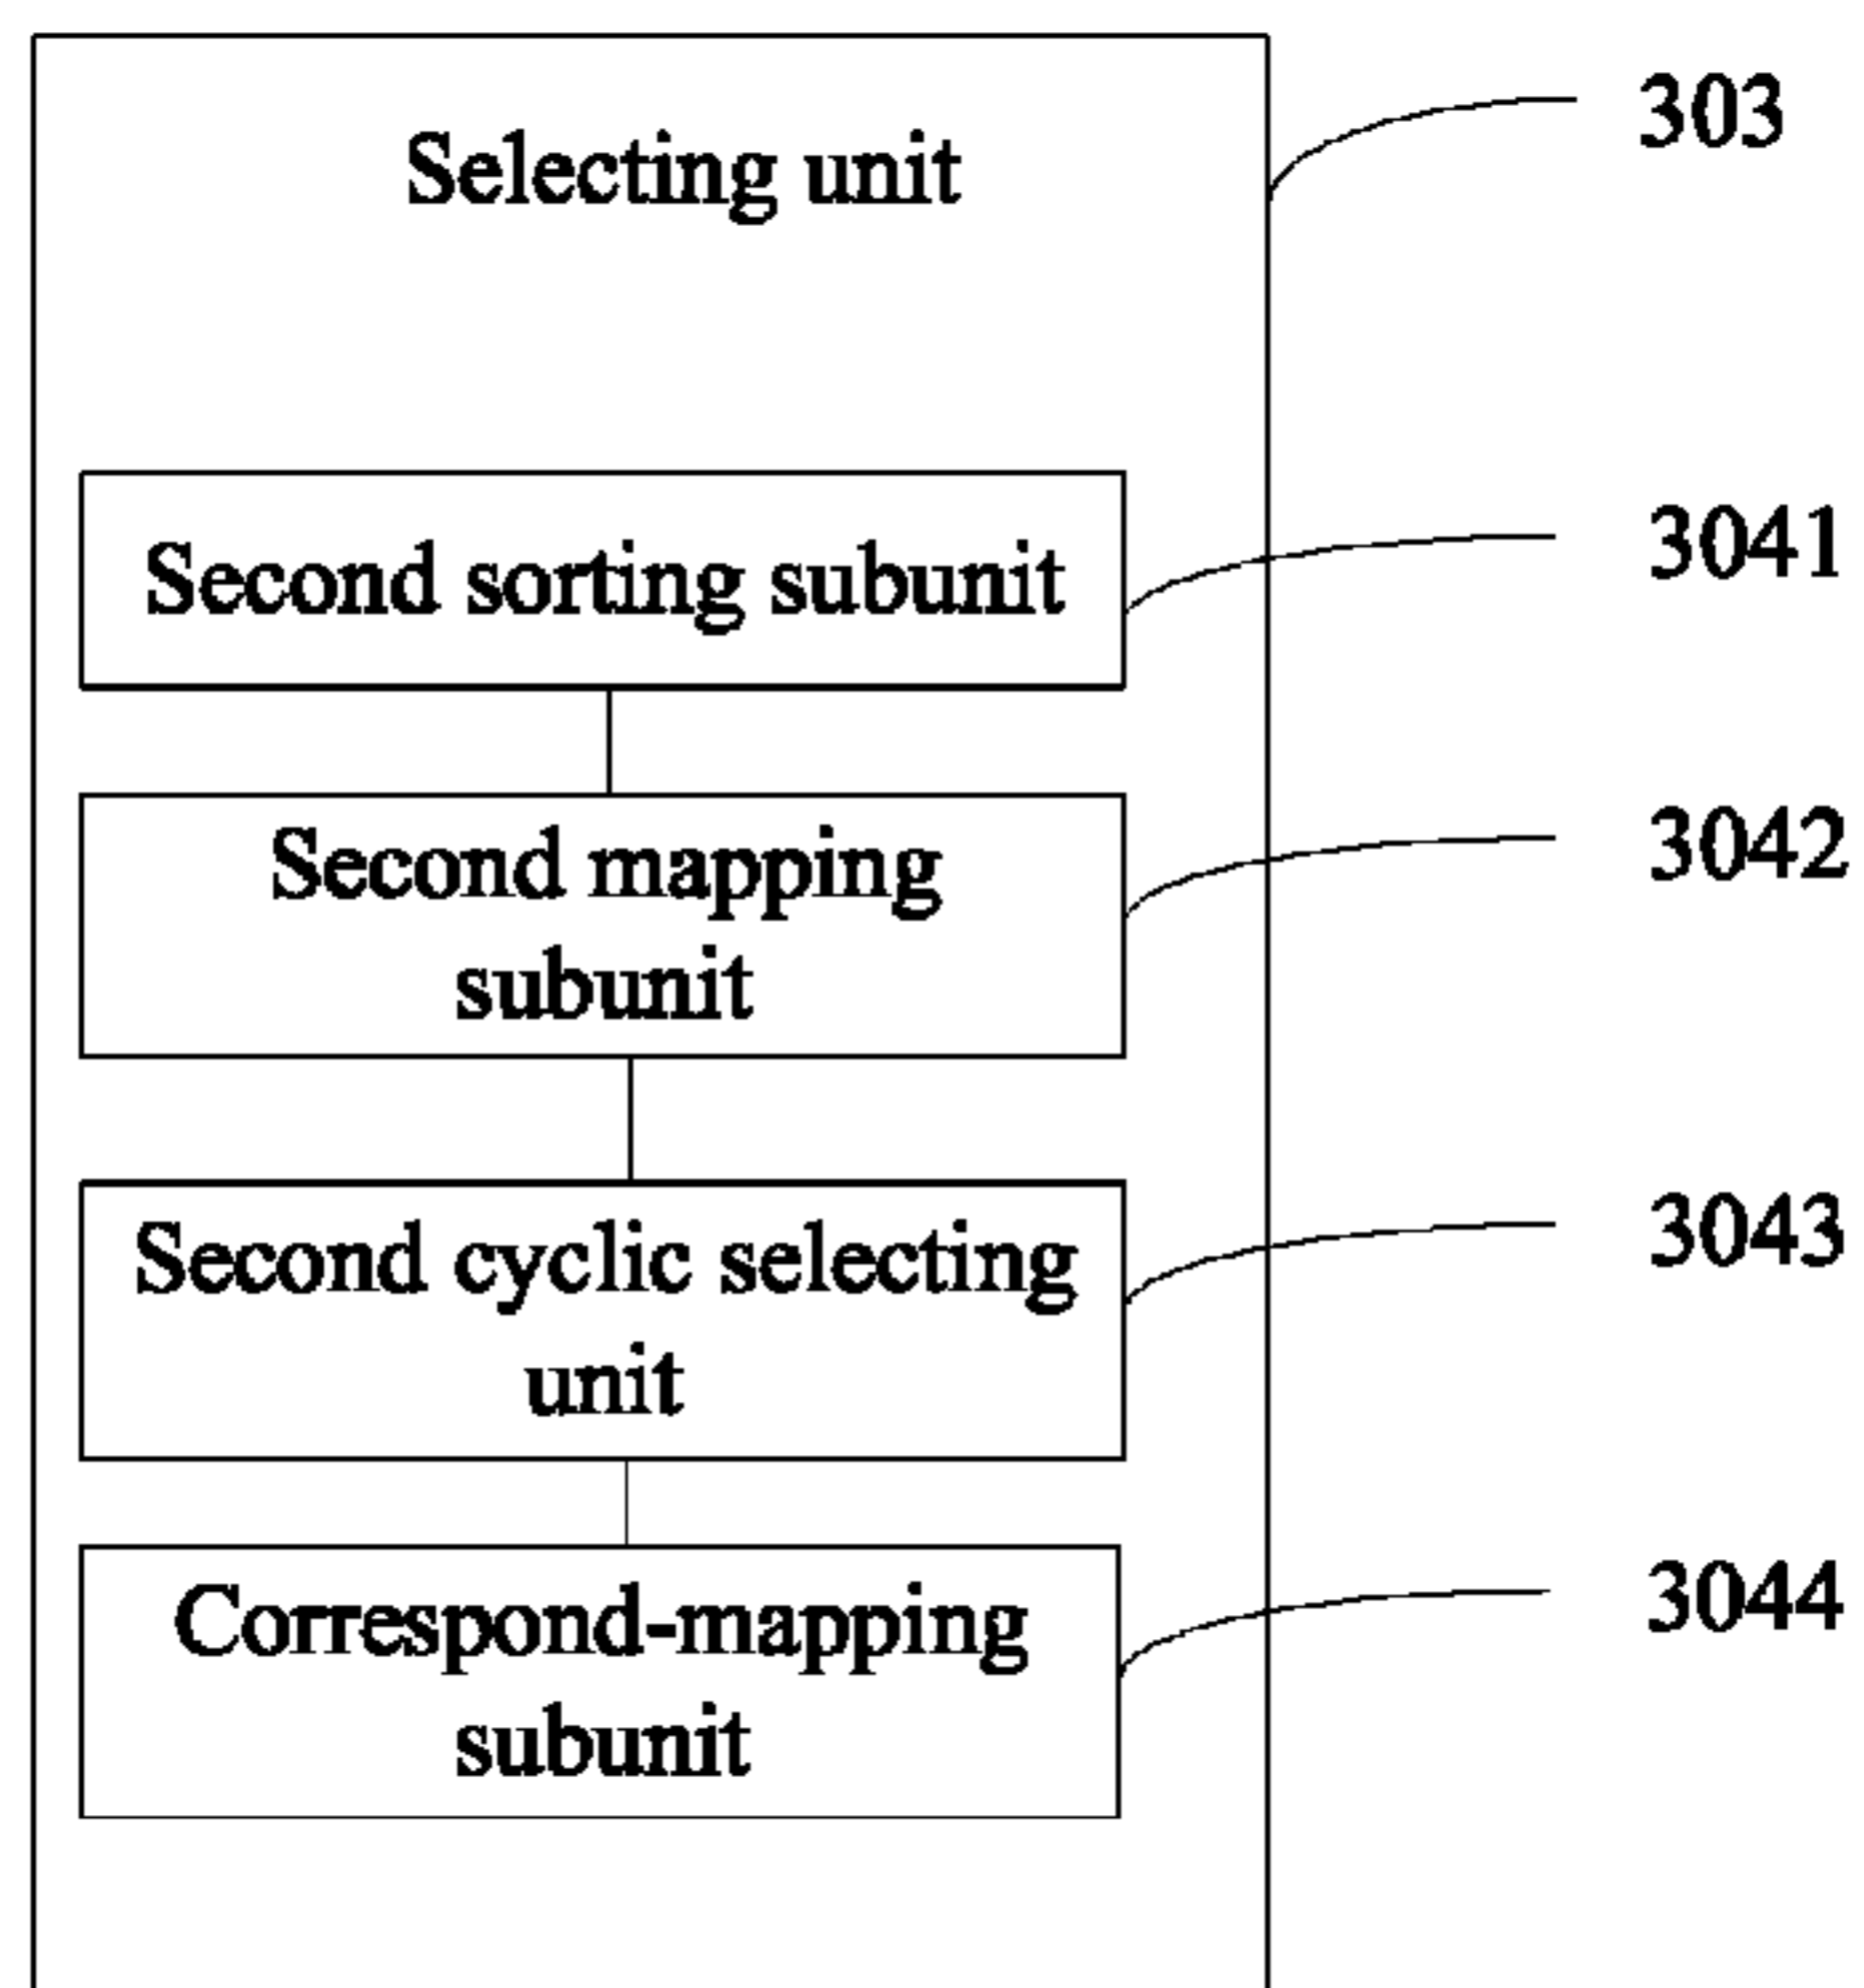 Selecting unit
303
Second sorting subunit
3041
Second mapping
subunit
3042
Second cyclic selecting
unit
3043
Correspond-mapping
subunit
3044